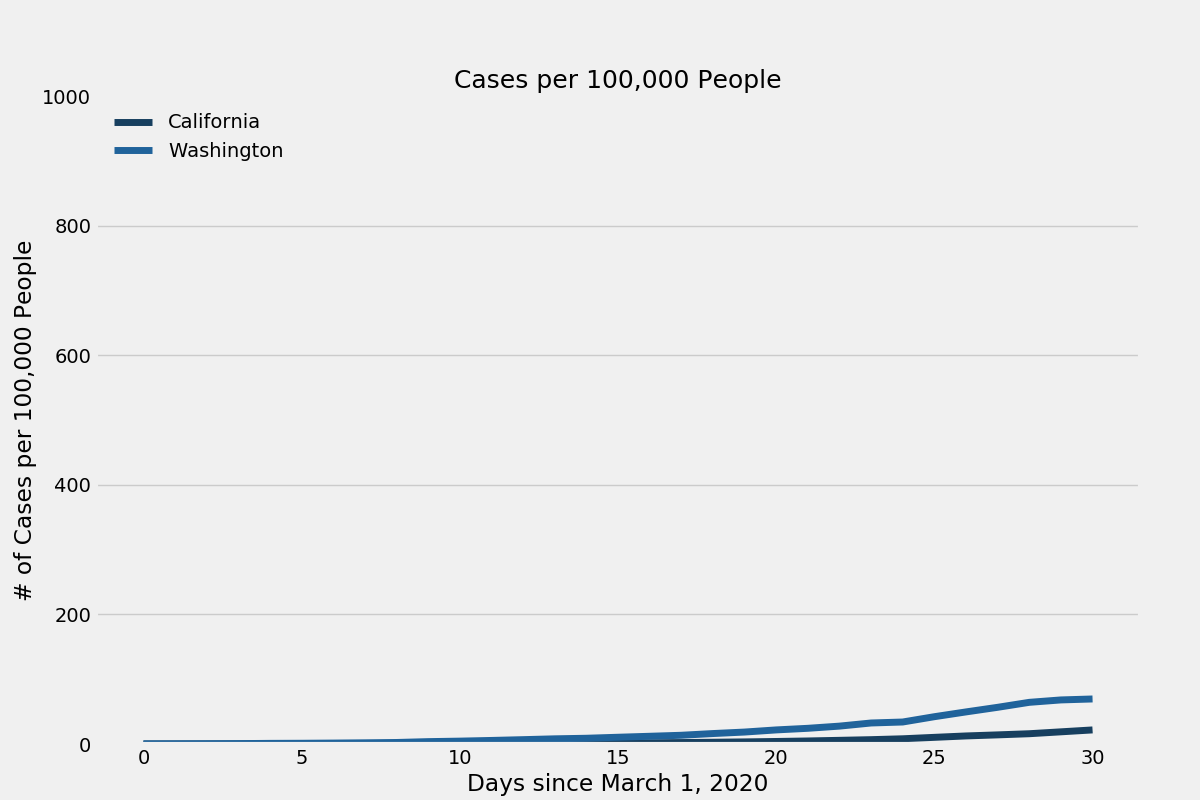 Cases per 100,000 People
1000
California
Washington
800
600
400
200
0
# of Cases per 100,000 People
0 5 10 15 20 25 30
Days since March 1, 2020